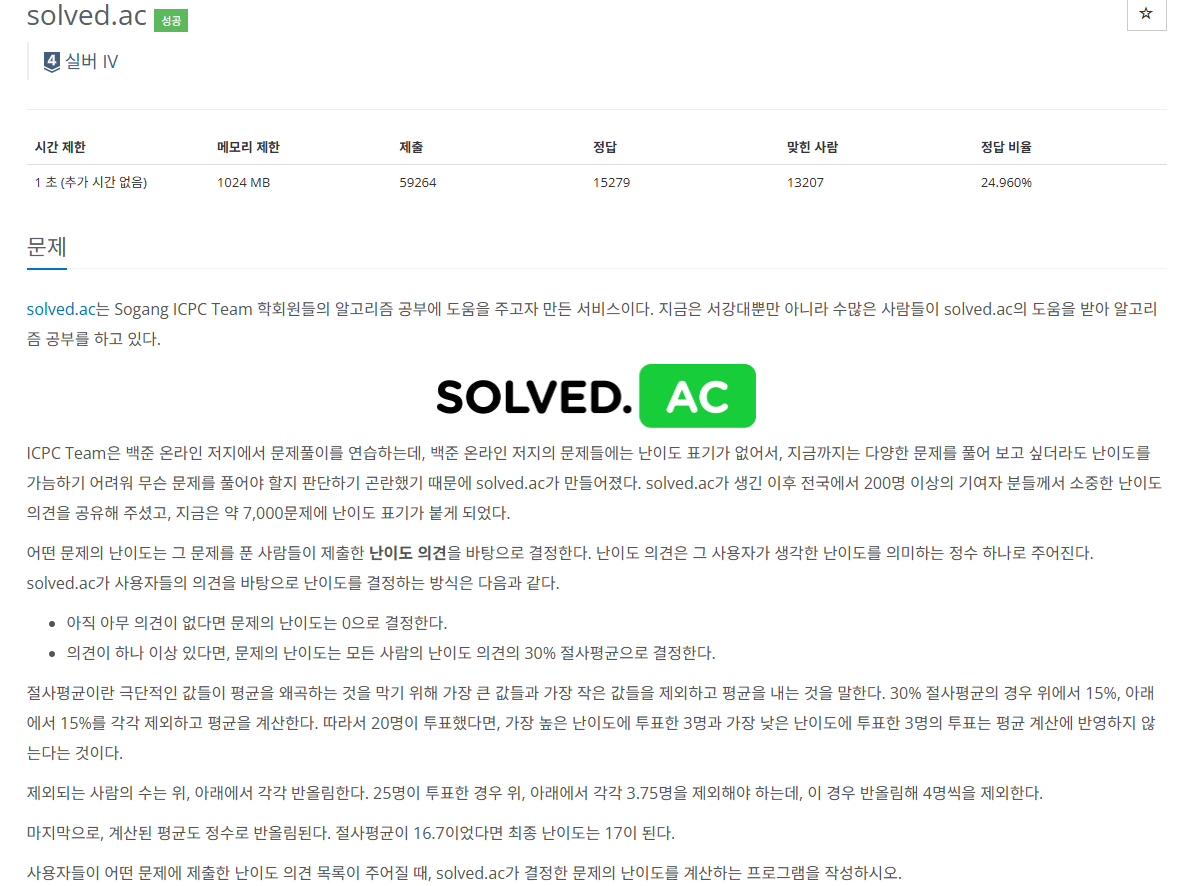 solved.ac 성공
☆
4 실버 IV
시간 제한 메모리 제한 제출 정답 맞힌 사람 정답 비율
1 초 (추가 시간 없음) 1024 MB 59264 15279 13207 24.960%
문제
solved.ac는 Sogang ICPC Team 학회원들의 알고리즘 공부에 도움을 주고자 만든 서비스이다. 지금은 서강대뿐만 아니라 수많은 사람들이 solved.ac의 도움을 받아 알고리
즘 공부를 하고 있다.
SOLVED. AC
ICPC Team은 백준 온라인 저지에서 문제풀이를 연습하는데, 백준 온라인 저지의 문제들에는 난이도 표기가 없어서, 지금까지는 다양한 문제를 풀어 보고 싶더라도 난이도를
가늠하기 어려워 무슨 문제를 풀어야 할지 판단하기 곤란했기 때문에 solved.ac가 만들어졌다. solved.ac가 생긴 이후 전국에서 200명 이상의 기여자 분들께서 소중한 난이도
의견을 공유해 주셨고, 지금은 약 7,000문제에 난이도 표기가 붙게 되었다.
어떤 문제의 난이도는 그 문제를 푼 사람들이 제출한 난이도 의견을 바탕으로 결정한다. 난이도 의견은 그 사용자가 생각한 난이도를 의미하는 정수 하나로 주어진다.
solved.ac가 사용자들의 의견을 바탕으로 난이도를 결정하는 방식은 다음과 같다.
• 아직 아무 의견이 없다면 문제의 난이도는 0으로 결정한다.
• 의견이 하나 이상 있다면, 문제의 난이도는 모든 사람의 난이도 의견의 30% 절사평균으로 결정한다.
절사평균이란 극단적인 값들이 평균을 왜곡하는 것을 막기 위해 가장 큰 값들과 가장 작은 값들을 제외하고 평균을 내는 것을 말한다. 30% 절사평균의 경우 위에서 15%, 아래
에서 15%를 각각 제외하고 평균을 계산한다. 따라서 20명이 투표했다면, 가장 높은 난이도에 투표한 3명과 가장 낮은 난이도에 투표한 3명의 투표는 평균 계산에 반영하지 않
는다는 것이다.
제외되는 사람의 수는 위, 아래에서 각각 반올림한다. 25명이 투표한 경우 위, 아래에서 각각 3.75명을 제외해야 하는데, 이 경우 반올림해 4명씩을 제외한다.
마지막으로, 계산된 평균도 정수로 반올림된다. 절사평균이 16.7이었다면 최종 난이도는 17이 된다.
사용자들이 어떤 문제에 제출한 난이도 의견 목록이 주어질 때, solved.ac가 결정한 문제의 난이도를 계산하는 프로그램을 작성하시오.